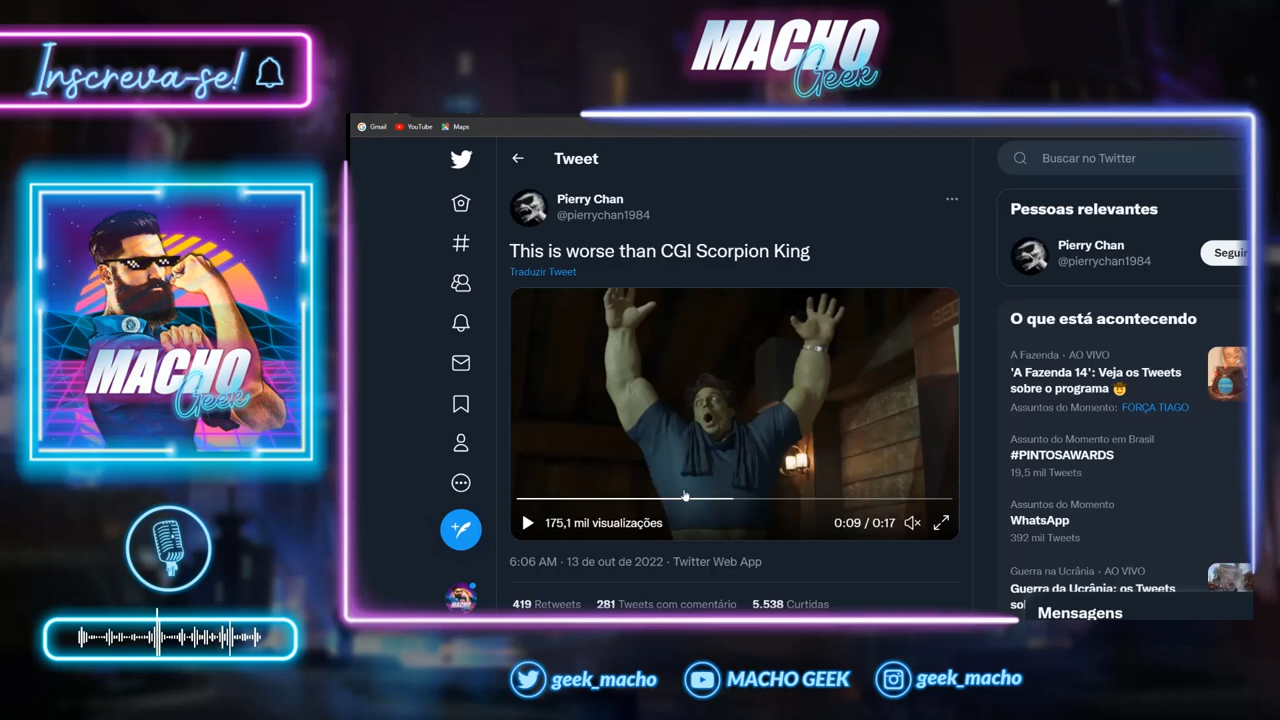 Inscreva-se!
MACHO
Geek
Gmail
YouTube
Maps
Tweet
Buscar no Twitter
Pierry Chan
@pierrychan1984
This is worse than CGI Scorpion King
Traduzir Tweet
175,1 mil visualizações
0:09 / 0:17
6:06 AM · 13 de out de 2022 · Twitter Web App
419 Retweets 281 Tweets com comentário 5.538 Curtidas
Pessoas relevantes
Pierry Chan
@pierrychan1984
Seguir
O que está acontecendo
A Fazenda · AO VIVO
'A Fazenda 14': Veja os Tweets
sobre o programa 🤠
Assuntos do Momento: FORÇA TIAGO
Assunto do Momento em Brasil
#PINTOSAWARDS
19,5 mil Tweets
Assuntos do Momento
WhatsApp
392 mil Tweets
Guerra na Ucrânia · AO VIVO
Guerra da Ucrânia: os Tweets
so
Mensagens
MACHO
Geek
geek_macho
MACHO GEEK
geek_macho